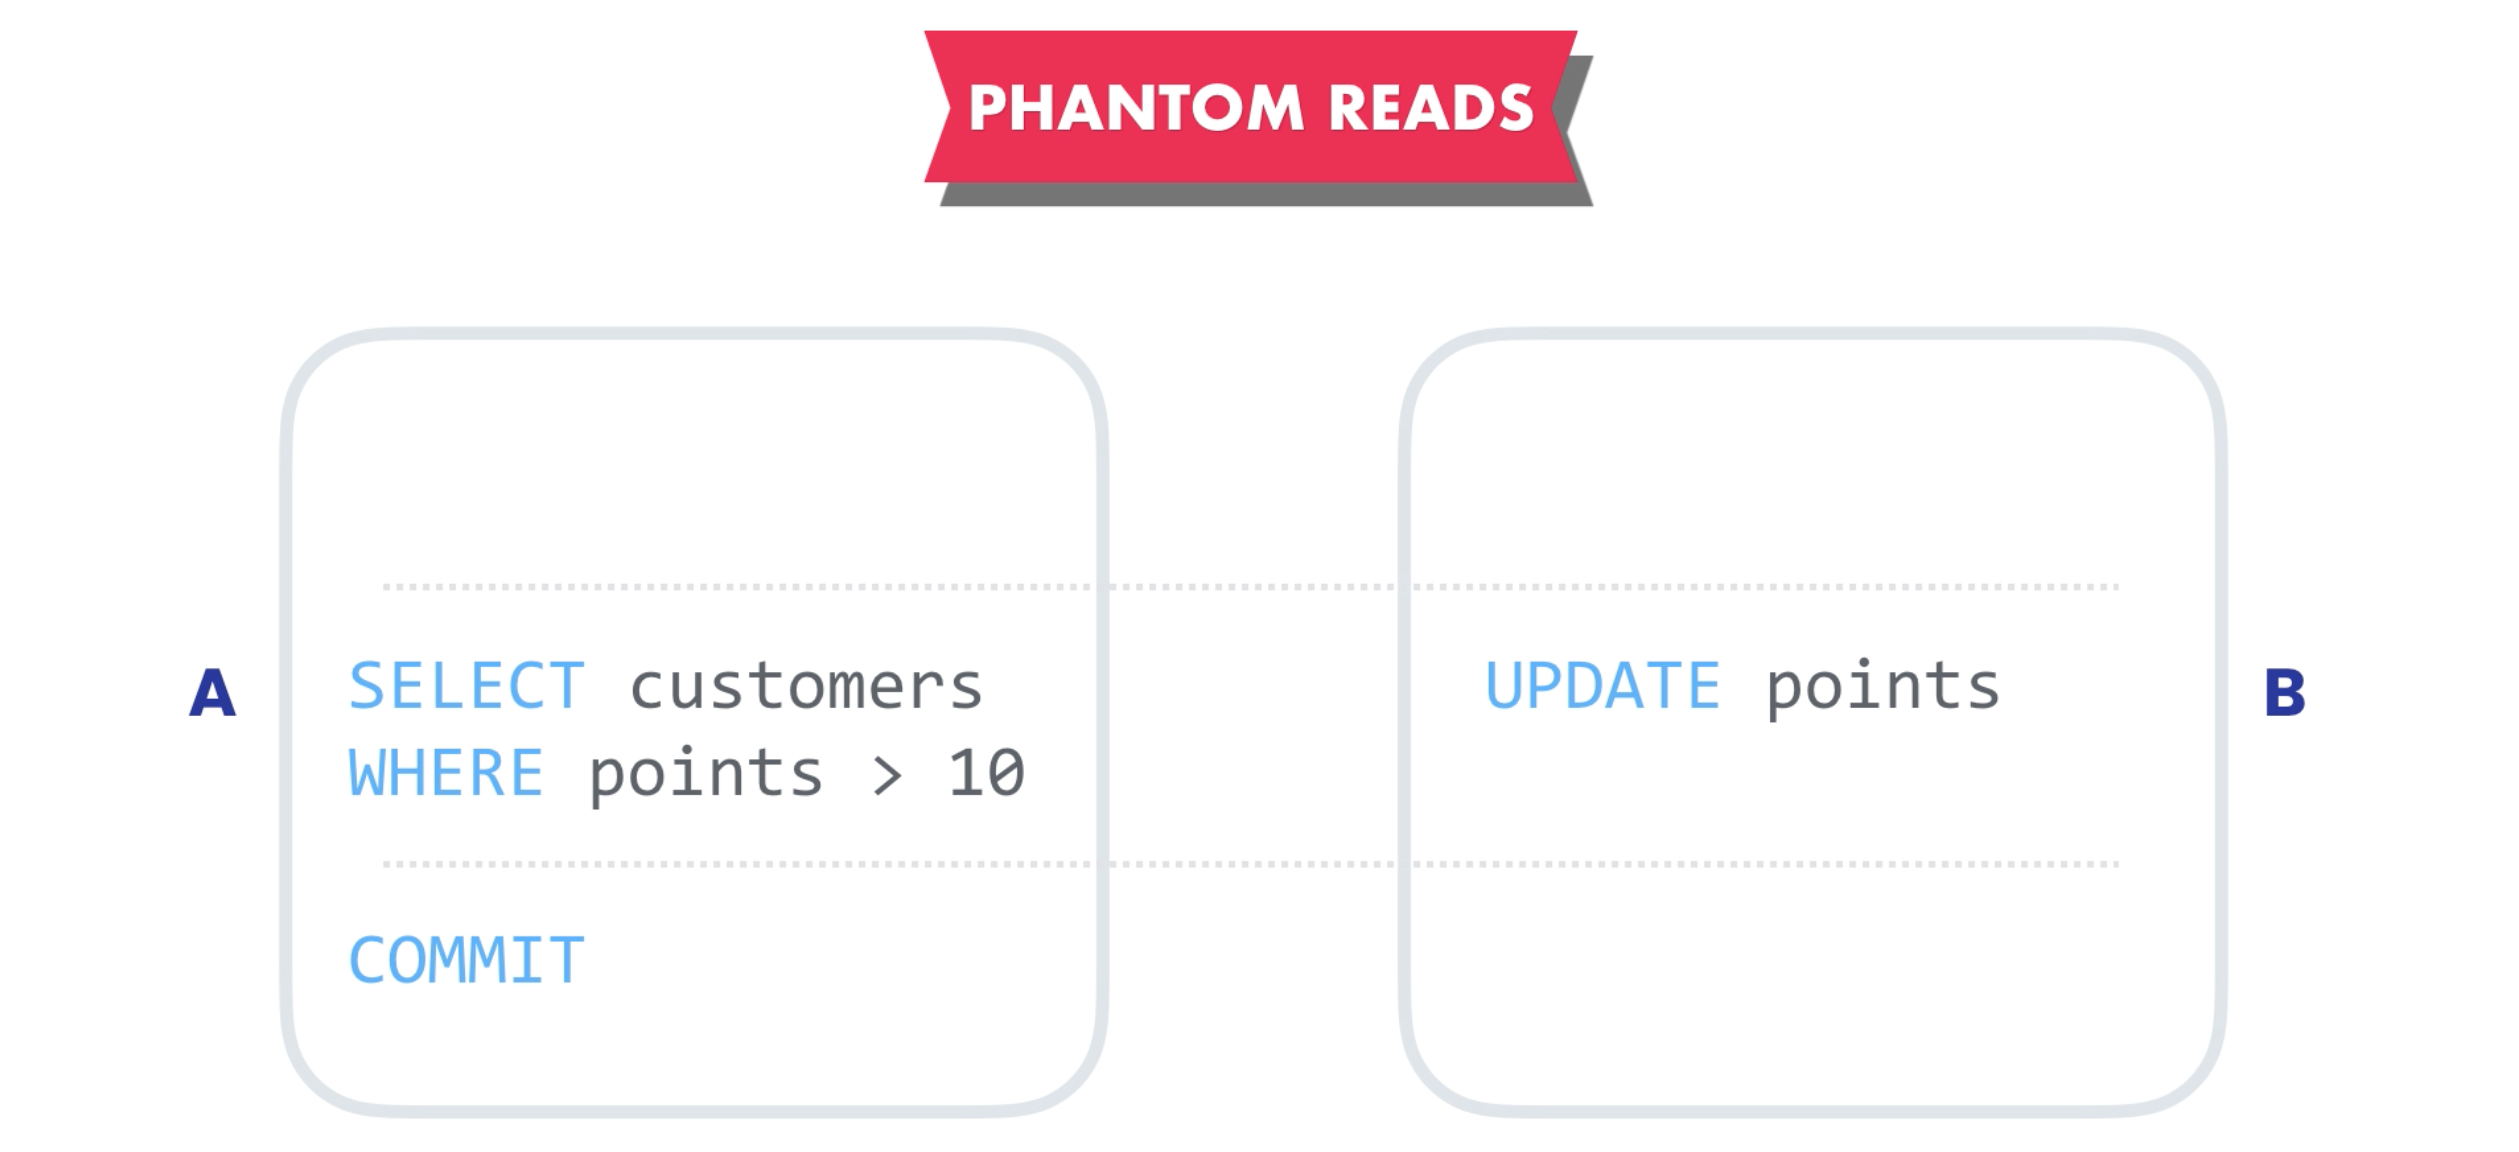 PHANTOM READS
A
SELECT customers
WHERE points > 10
COMMIT
UPDATE points
B